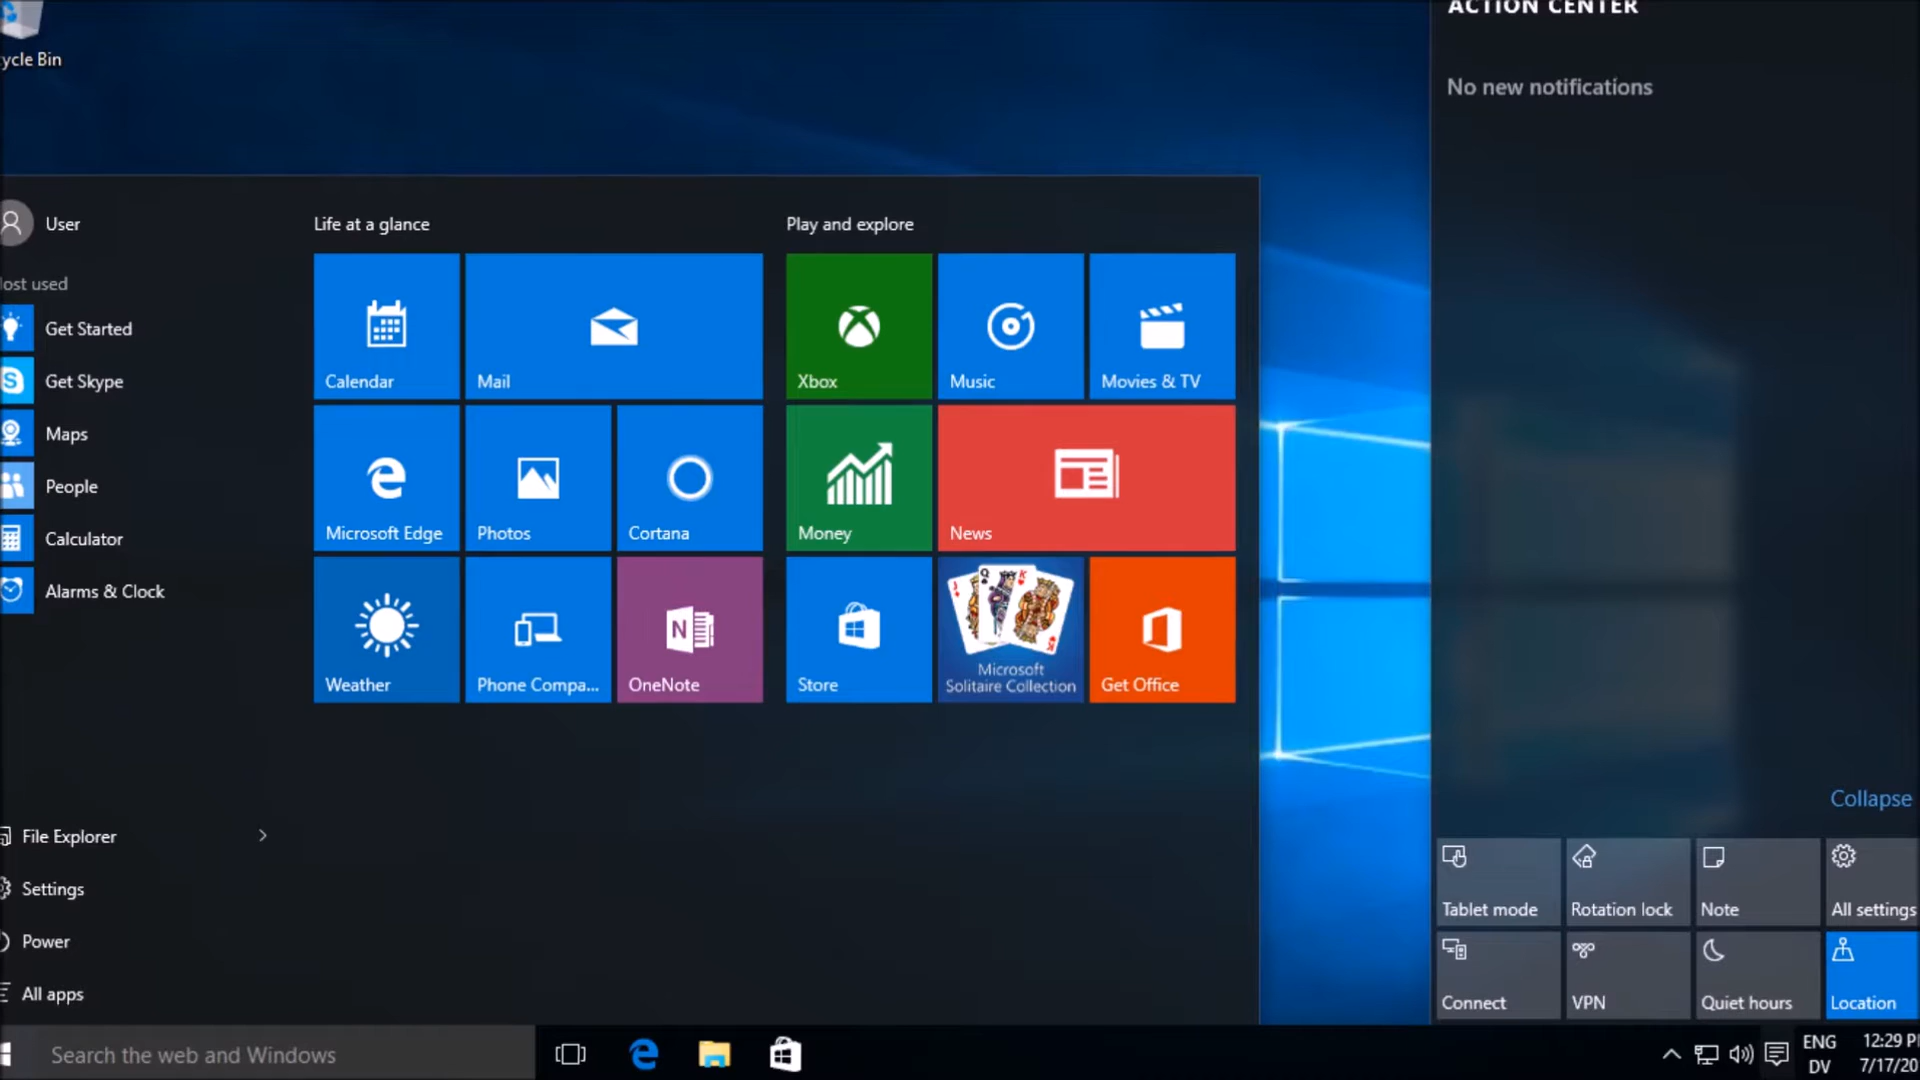 ACTION CENTER
No new notifications
ycle Bin
User
ost used
Get Started
Get Skype
Maps
People
Calculator
Alarms & Clock
File Explorer
Settings
Power
All apps
Life at a glance
Calendar
Mail
Microsoft Edge
Photos
Cortana
Weather
Phone Compa...
OneNote
Play and explore
Xbox
Music
Movies & TV
Money
News
Store
Microsoft
Solitaire Collection
Get Office
Collapse
Tablet mode
Rotation lock
Note
All settings
Connect
VPN
Quiet hours
Location
Search the web and Windows
ENG
DV
12:29 P
7/17/20